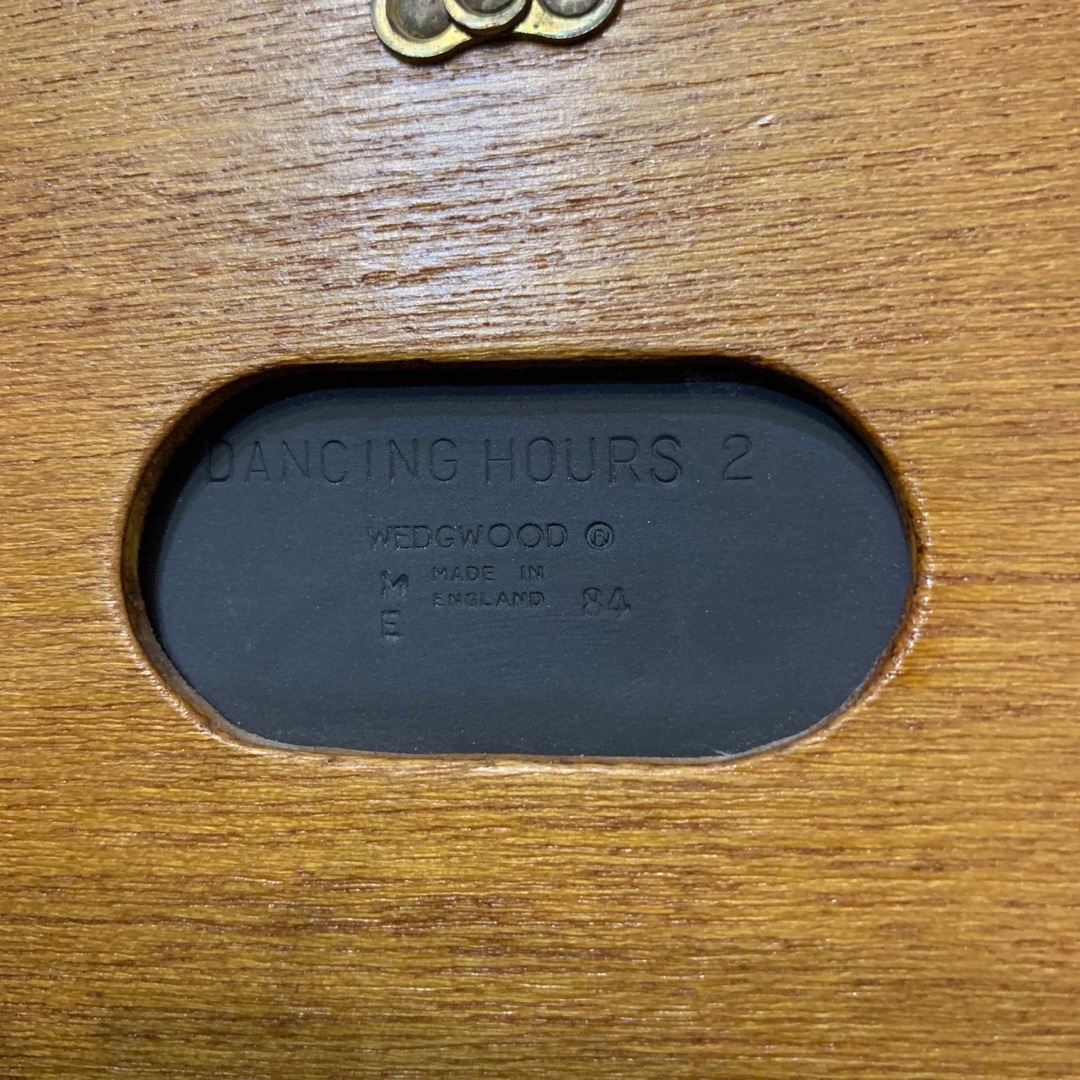 DANCING HOURS 2
WEDGWOOD ®
M MADE IN
E ENGLAND 84